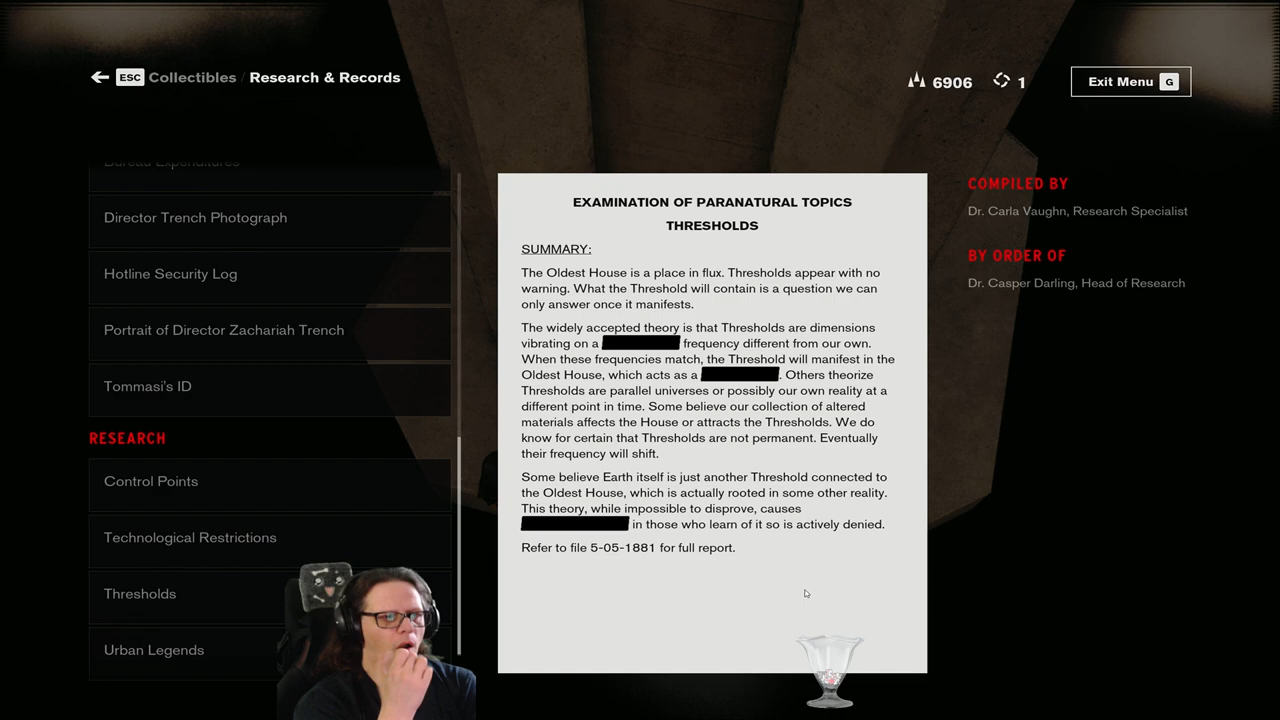 ESC Collectibles / Research & Records
6906
1
Exit Menu G
Bureau Expenditures
Director Trench Photograph
Hotline Security Log
Portrait of Director Zachariah Trench
Tommasi's ID
RESEARCH
Control Points
Technological Restrictions
Thresholds
Urban Legends
EXAMINATION OF PARANATURAL TOPICS
THRESHOLDS
SUMMARY:
The Oldest House is a place in flux. Thresholds appear with no
warning. What the Threshold will contain is a question we can
only answer once it manifests.
The widely accepted theory is that Thresholds are dimensions
vibrating on a frequency different from our own.
When these frequencies match, the Threshold will manifest in the
Oldest House, which acts as a . Others theorize
Thresholds are parallel universes or possibly our own reality at a
different point in time. Some believe our collection of altered
materials affects the House or attracts the Thresholds. We do
know for certain that Thresholds are not permanent. Eventually
their frequency will shift.
Some believe Earth itself is just another Threshold connected to
the Oldest House, which is actually rooted in some other reality.
This theory, while impossible to disprove, causes
in those who learn of it so is actively denied.
Refer to file 5-05-1881 for full report.
COMPILED BY
Dr. Carla Vaughn, Research Specialist
BY ORDER OF
Dr. Casper Darling, Head of Research